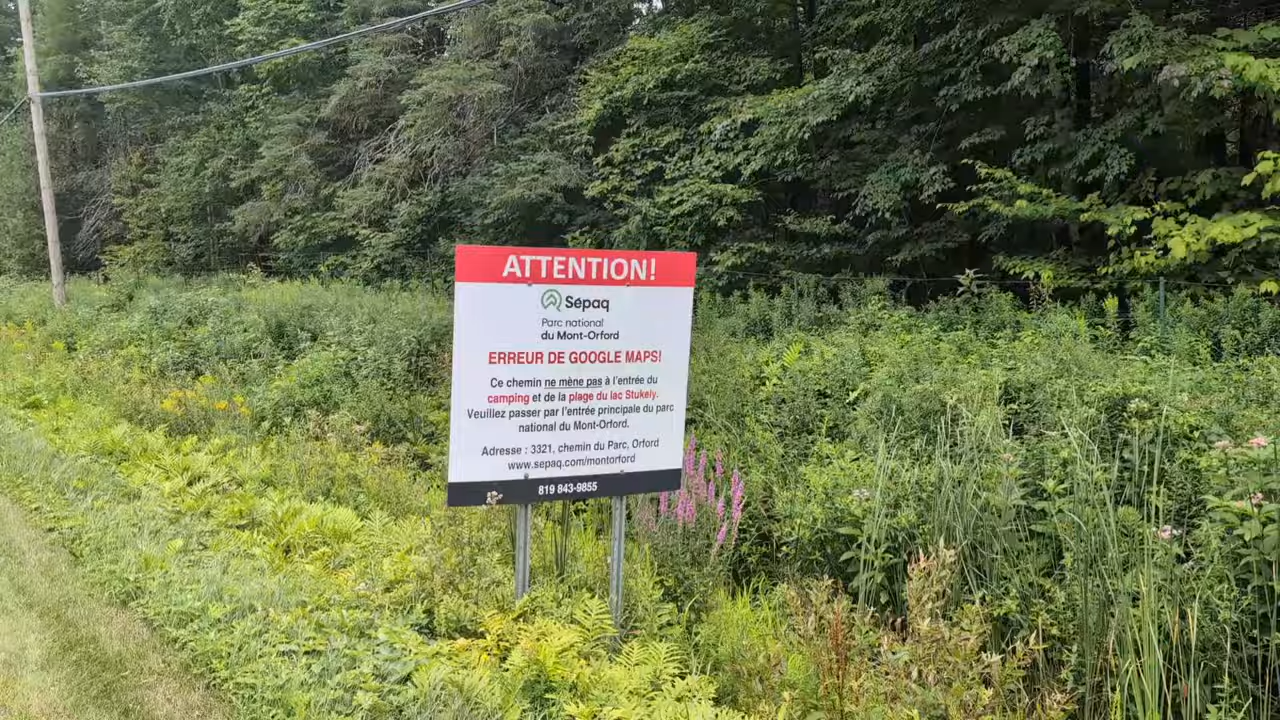 ATTENTION!
Sépaq
Parc national
du Mont-Orford
ERREUR DE GOOGLE MAPS!
Ce chemin ne mène pas à l'entrée du
camping et de la plage du lac Stukely.
Veuillez passer par l'entrée principale du parc
national du Mont-Orford.
Adresse : 3321, chemin du Parc, Orford
www.sepaq.com/montorford
819 843-9855